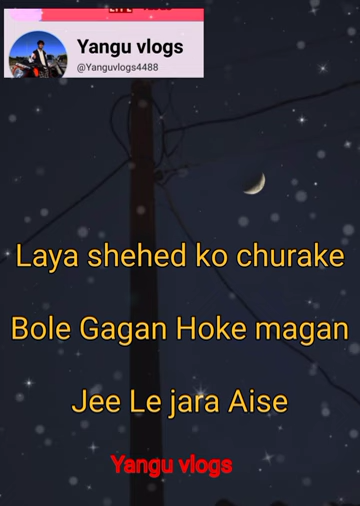 Yangu vlogs
@Yanguvlogs4488
Laya shehed ko churake
Bole Gagan Hoke magan
Jee Le jara Aise
Yangu vlogs